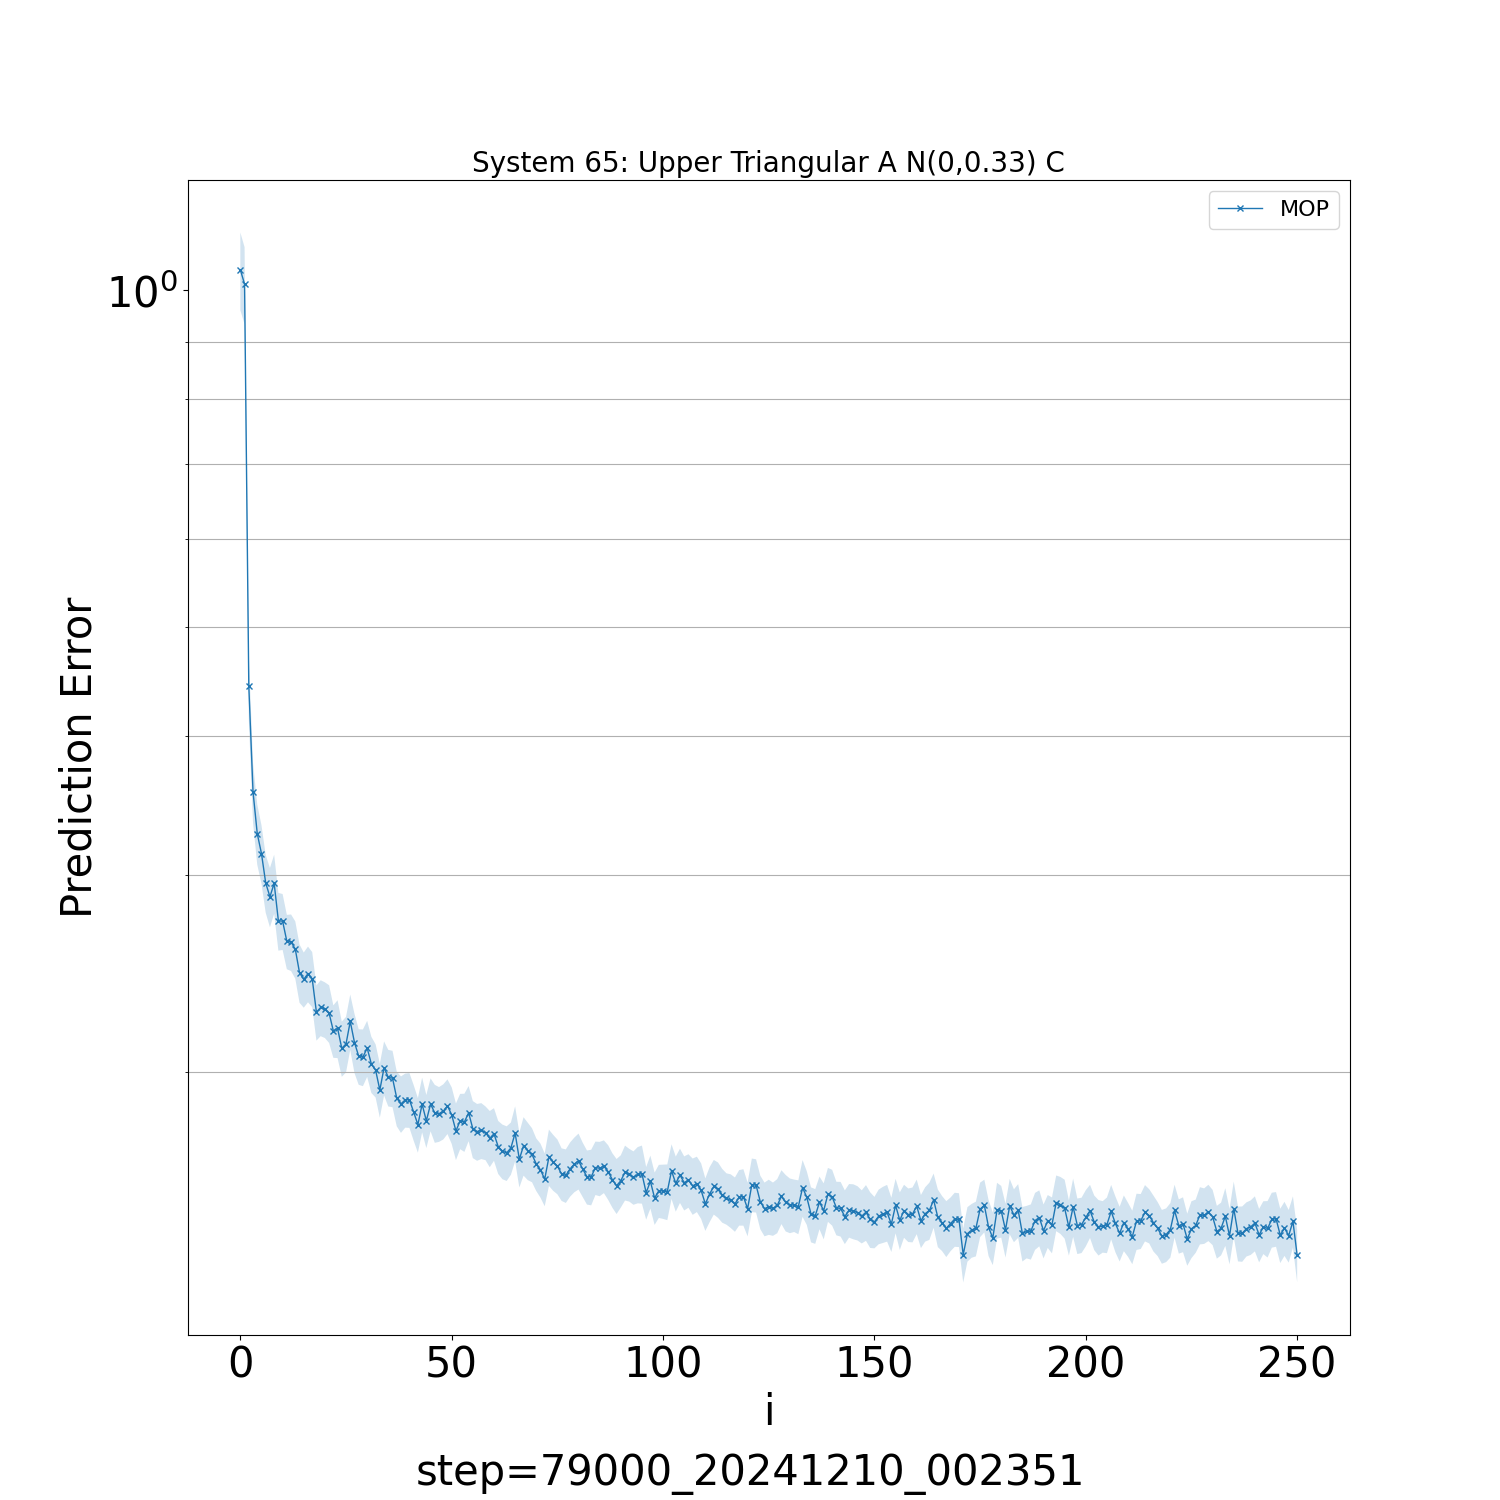 System 65: Upper Triangular A N(0,0.33) C
MOP
10⁰
Prediction Error
0 50 100 150 200 250
i
step=79000_20241210_002351